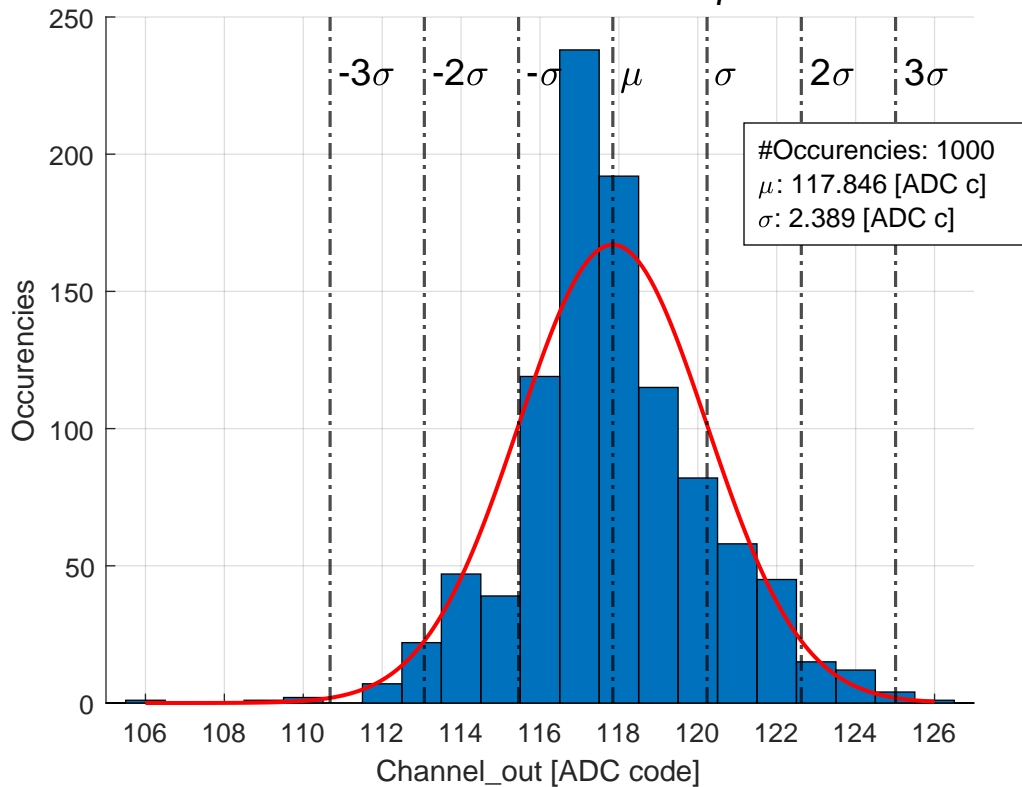 250
200
150
100
50
0
-3σ
-2σ
-σ
μ
σ
2σ
3σ
#Occurencies: 1000
μ: 117.846 [ADC c]
σ: 2.389 [ADC c]
Occurencies
106
108
110
112
114
116
118
120
122
124
126
Channel_out [ADC code]